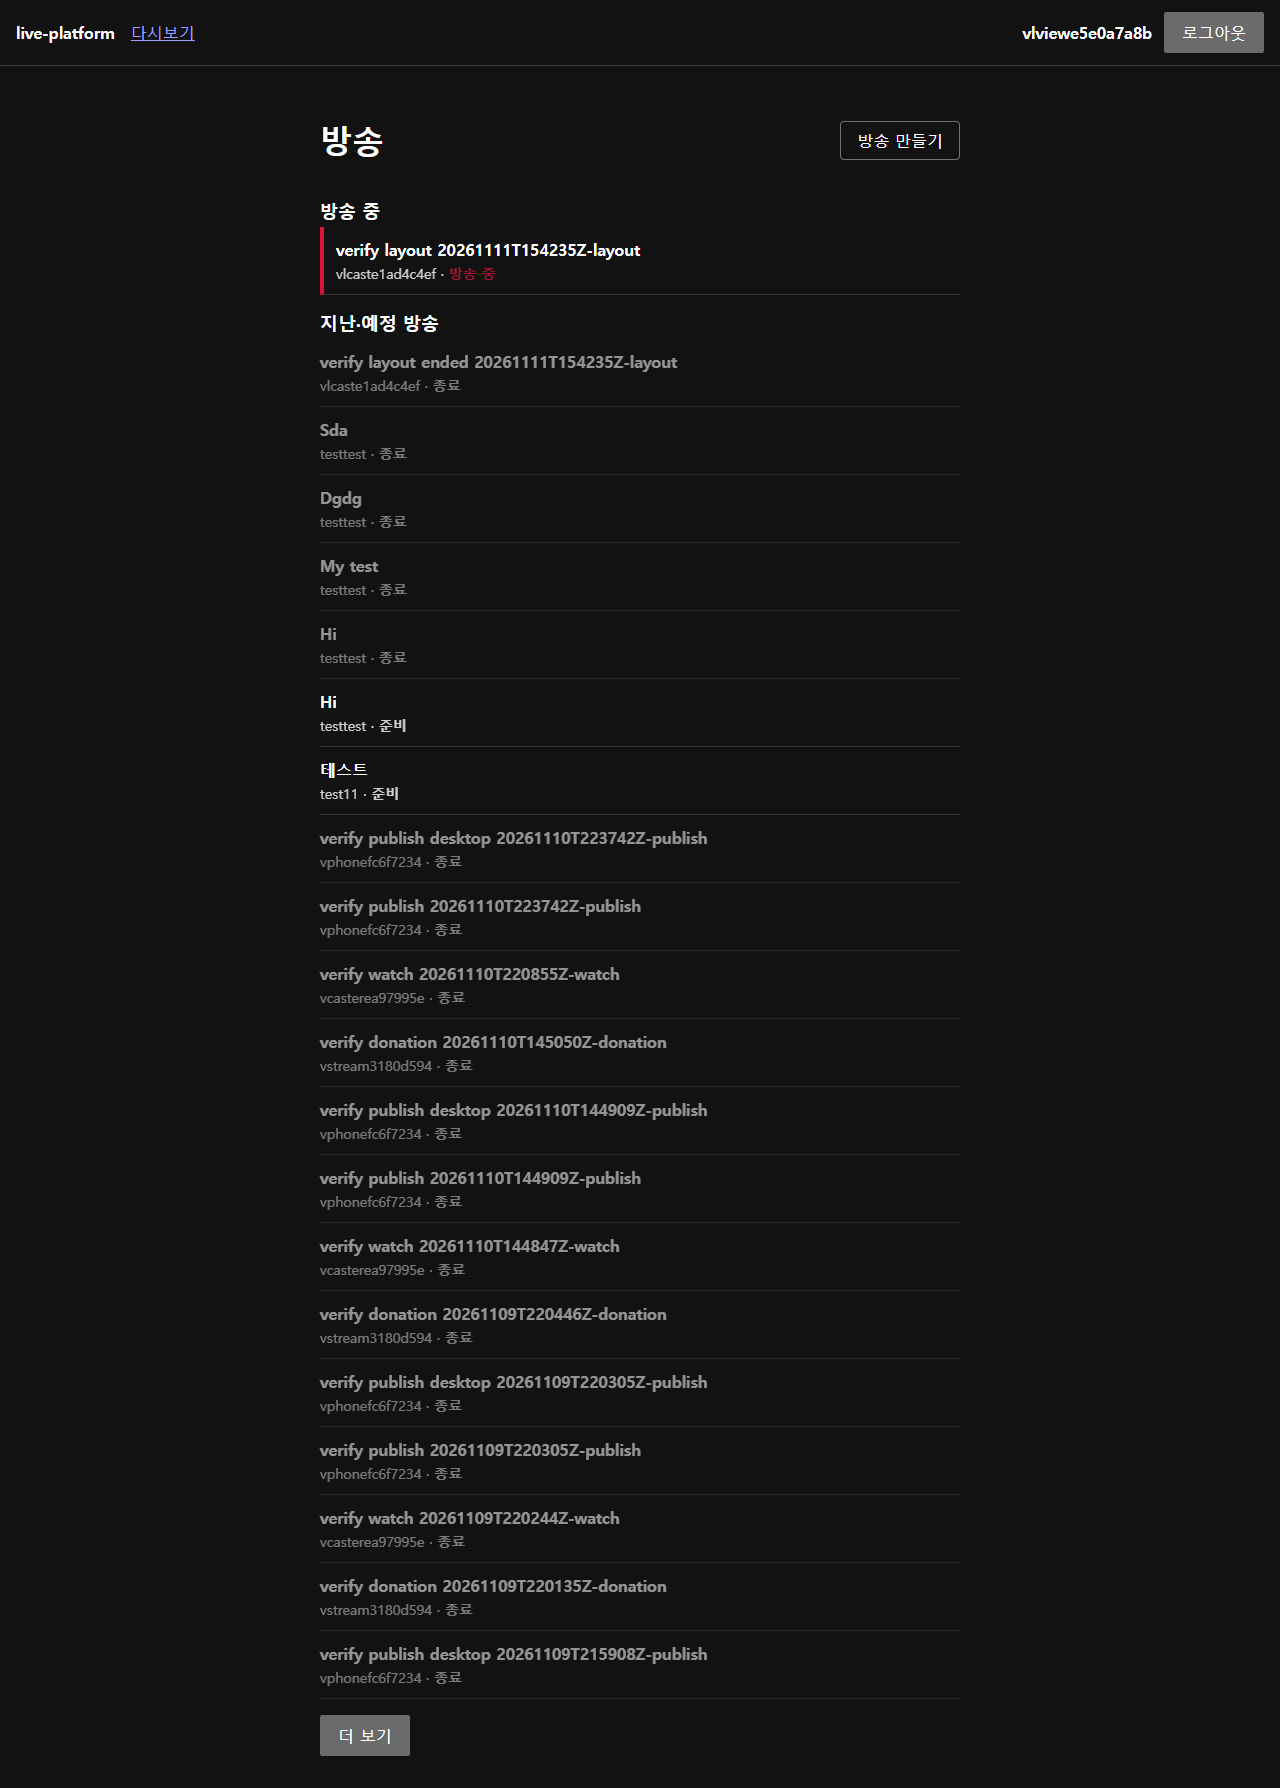 live-platform 다시보기 vlviewe5e0a7a8b 로그아웃
방송 방송 만들기
방송 중
verify layout 20261111T154235Z-layout
vlcaste1ad4c4ef · 방송 중
지난·예정 방송
verify layout ended 20261111T154235Z-layout
vlcaste1ad4c4ef · 종료
Sda
testtest · 종료
Dgdg
testtest · 종료
My test
testtest · 종료
Hi
testtest · 종료
Hi
testtest · 준비
테스트
test11 · 준비
verify publish desktop 20261110T223742Z-publish
vphonefc6f7234 · 종료
verify publish 20261110T223742Z-publish
vphonefc6f7234 · 종료
verify watch 20261110T220855Z-watch
vcasterea97995e · 종료
verify donation 20261110T145050Z-donation
vstream3180d594 · 종료
verify publish desktop 20261110T144909Z-publish
vphonefc6f7234 · 종료
verify publish 20261110T144909Z-publish
vphonefc6f7234 · 종료
verify watch 20261110T144847Z-watch
vcasterea97995e · 종료
verify donation 20261109T220446Z-donation
vstream3180d594 · 종료
verify publish desktop 20261109T220305Z-publish
vphonefc6f7234 · 종료
verify publish 20261109T220305Z-publish
vphonefc6f7234 · 종료
verify watch 20261109T220244Z-watch
vcasterea97995e · 종료
verify donation 20261109T220135Z-donation
vstream3180d594 · 종료
verify publish desktop 20261109T215908Z-publish
vphonefc6f7234 · 종료
더 보기